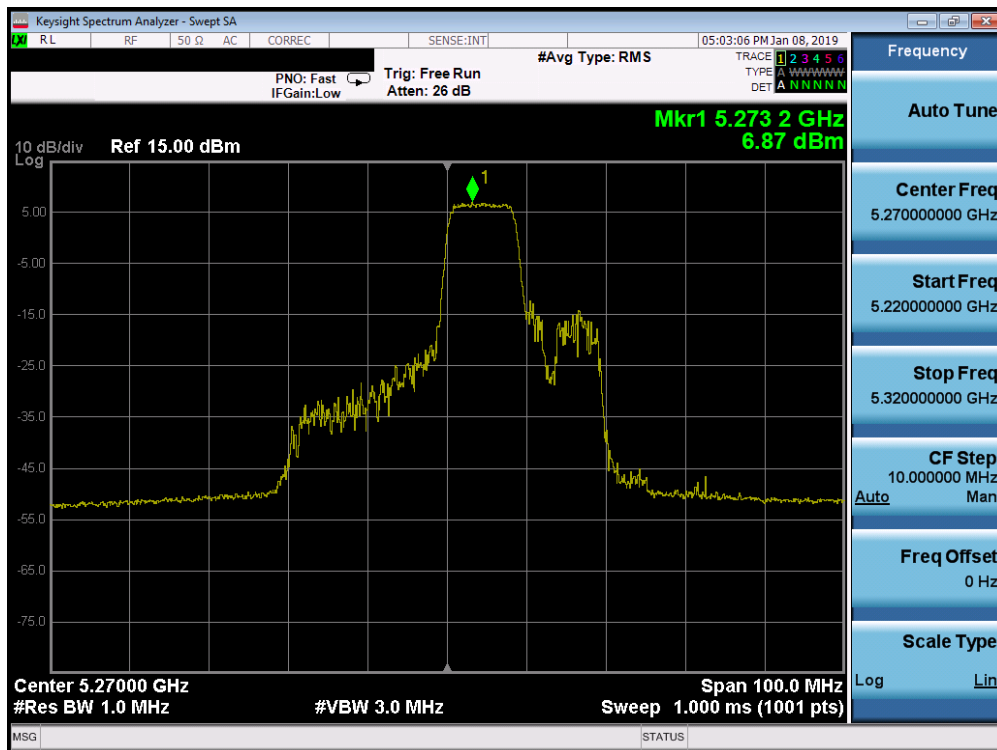 Keysight Spectrum Analyzer - Swept SA
LXI RL RF 50 Ω AC CORREC SENSE:INT 05:03:06 PM Jan 08, 2019
#Avg Type: RMS
TRACE 1 2 3 4 5 6
TYPE A WWWWW
DET A N N N N N
PNO: Fast
IFGain:Low
Trig: Free Run
Atten: 26 dB
Mkr1 5.273 2 GHz
6.87 dBm
10 dB/div
Log
Ref 15.00 dBm
1
5.00
-5.00
-15.0
-25.0
-35.0
-45.0
-55.0
-65.0
-75.0
Center 5.27000 GHz
Span 100.0 MHz
#Res BW 1.0 MHz
#VBW 3.0 MHz
Sweep 1.000 ms (1001 pts)
MSG
STATUS
Frequency
Auto Tune
Center Freq
5.270000000 GHz
Start Freq
5.220000000 GHz
Stop Freq
5.320000000 GHz
CF Step
10.000000 MHz
Auto Man
Freq Offset
0 Hz
Scale Type
Log Lin